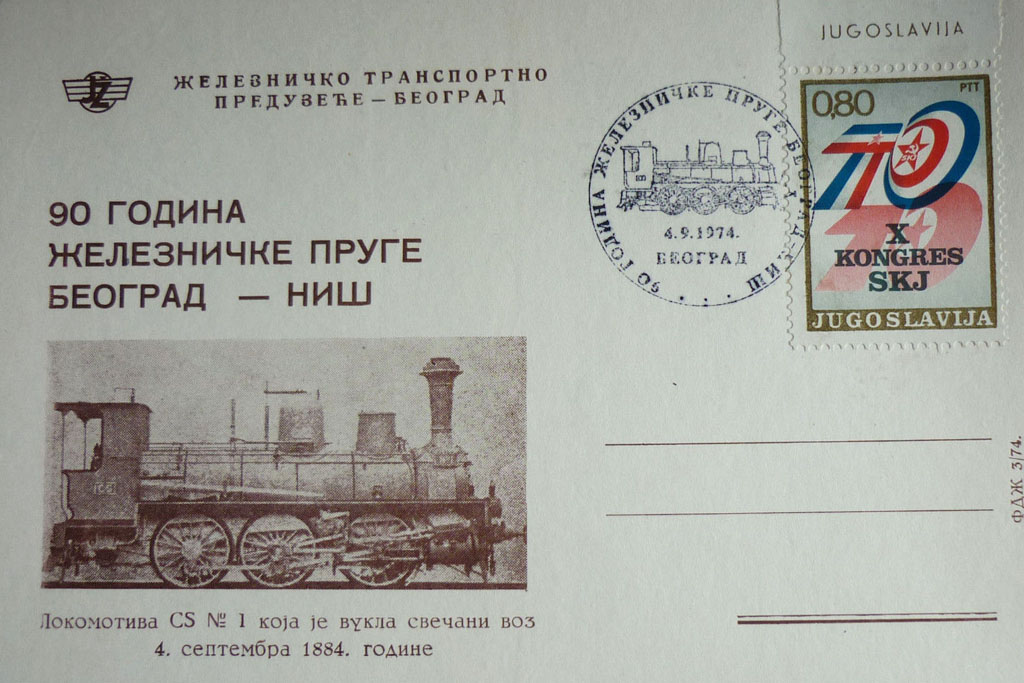 ЖЕЛЕЗНИЧКО ТРАНСПОРТНО
ПРЕДУЗЕЋЕ – БЕОГРАД
90 ГОДИНА
ЖЕЛЕЗНИЧКЕ ПРУГЕ
БЕОГРАД — НИШ
Локомотива CS № 1 која је вукла свечани воз
4. септембра 1884. године
90 ГОДИНА ЖЕЛЕЗНИЧКЕ ПРУГЕ БЕОГРАД - НИШ
4.9.1974.
БЕОГРАД
JUGOSLAVIJA
0,80
PTT
X
KONGRES
SKJ
JUGOSLAVIJA
ФДЖ 3/74.